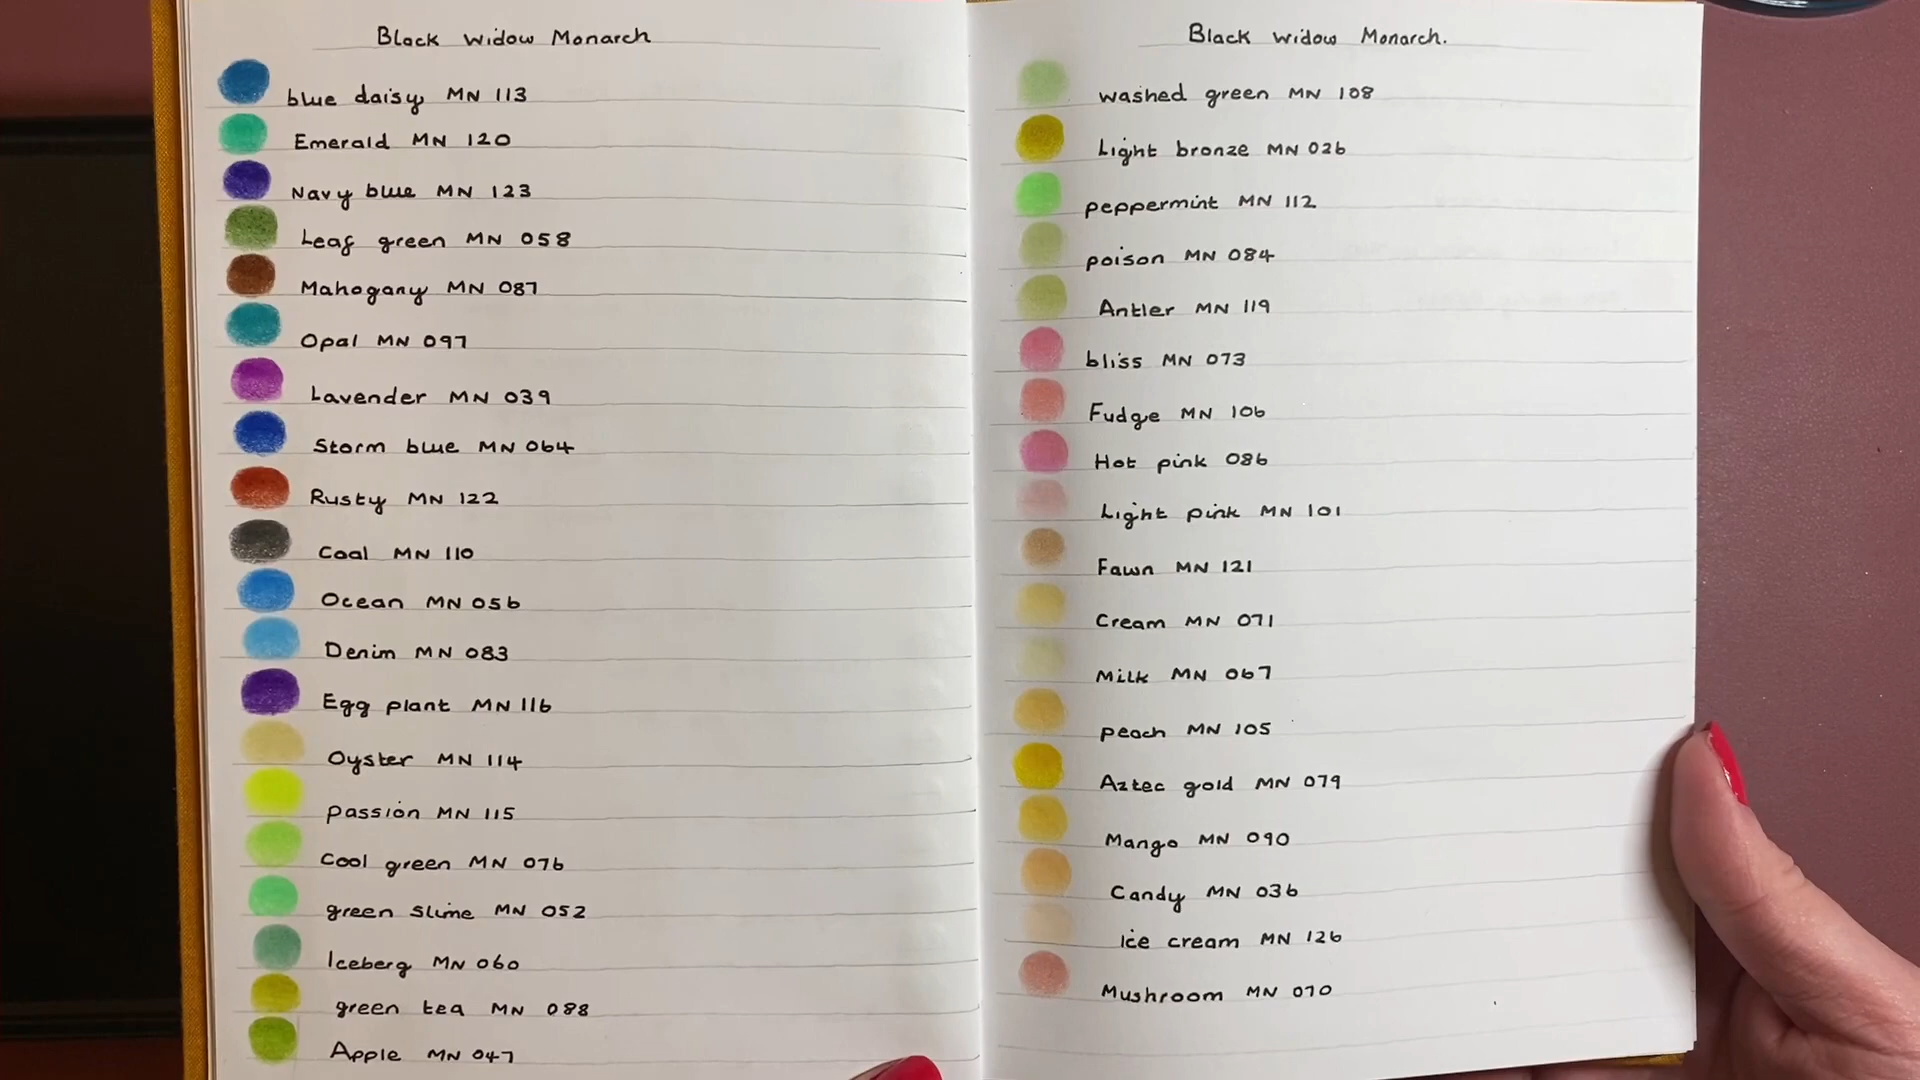 Black Widow Monarch
blue daisy MN 113
Emerald MN 120
Navy blue MN 123
Leaf green MN 058
Mahogany MN 087
Opal MN 097
Lavender MN 039
Storm blue MN 064
Rusty MN 122
Coal MN 110
Ocean MN 056
Denim MN 083
Egg plant MN 116
Oyster MN 114
passion MN 115
Cool green MN 076
green slime MN 052
Iceberg MN 060
green tea MN 088
Apple MN 047
Black Widow Monarch.
washed green MN 108
Light bronze MN 026
peppermint MN 112
poison MN 084
Antler MN 119
bliss MN 073
Fudge MN 106
Hot pink 086
Light pink MN 101
Fawn MN 121
Cream MN 071
Milk MN 067
peach MN 105
Aztec gold MN 079
Mango MN 090
Candy MN 036
Ice cream MN 126
Mushroom MN 070